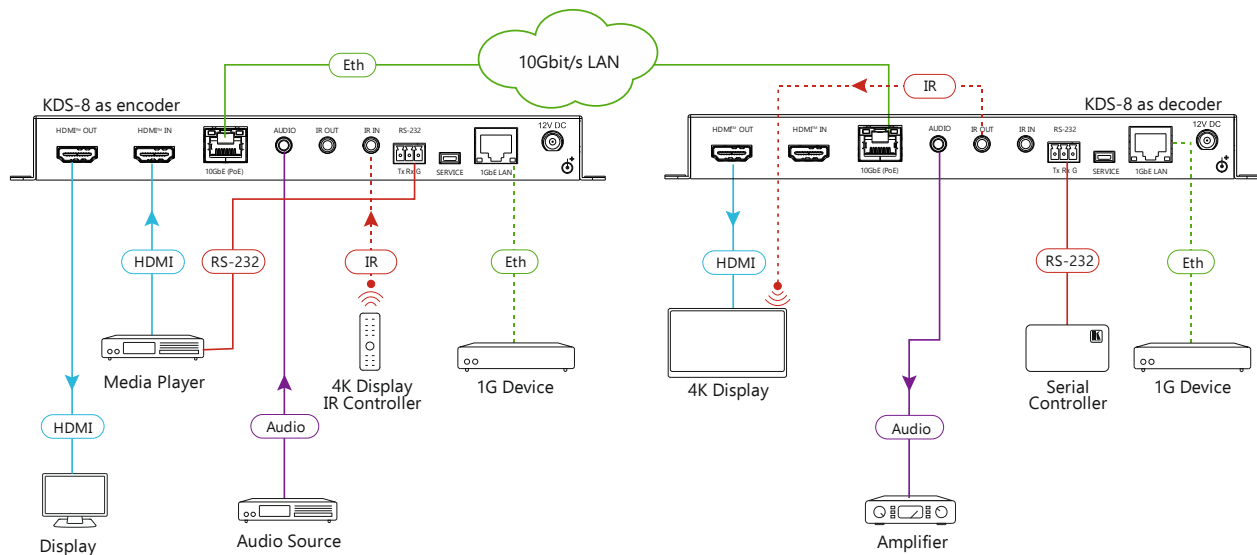 10Gbit/s LAN
Eth
IR
KDS-8 as encoder
KDS-8 as decoder
HDMI™ OUT
HDMI™ IN
AUDIO
IR OUT
IR IN
RS-232
12V DC
10GbE (PoE)
Tx Rx G
SERVICE
1GbE LAN
HDMI™ OUT
HDMI™ IN
AUDIO
IR OUT
IR IN
RS-232
12V DC
10GbE (PoE)
Tx Rx G
SERVICE
1GbE LAN
HDMI
RS-232
IR
Eth
HDMI
RS-232
Eth
Media Player
4K Display
IR Controller
1G Device
4K Display
Serial
Controller
1G Device
HDMI
Audio
Audio
Display
Audio Source
Amplifier